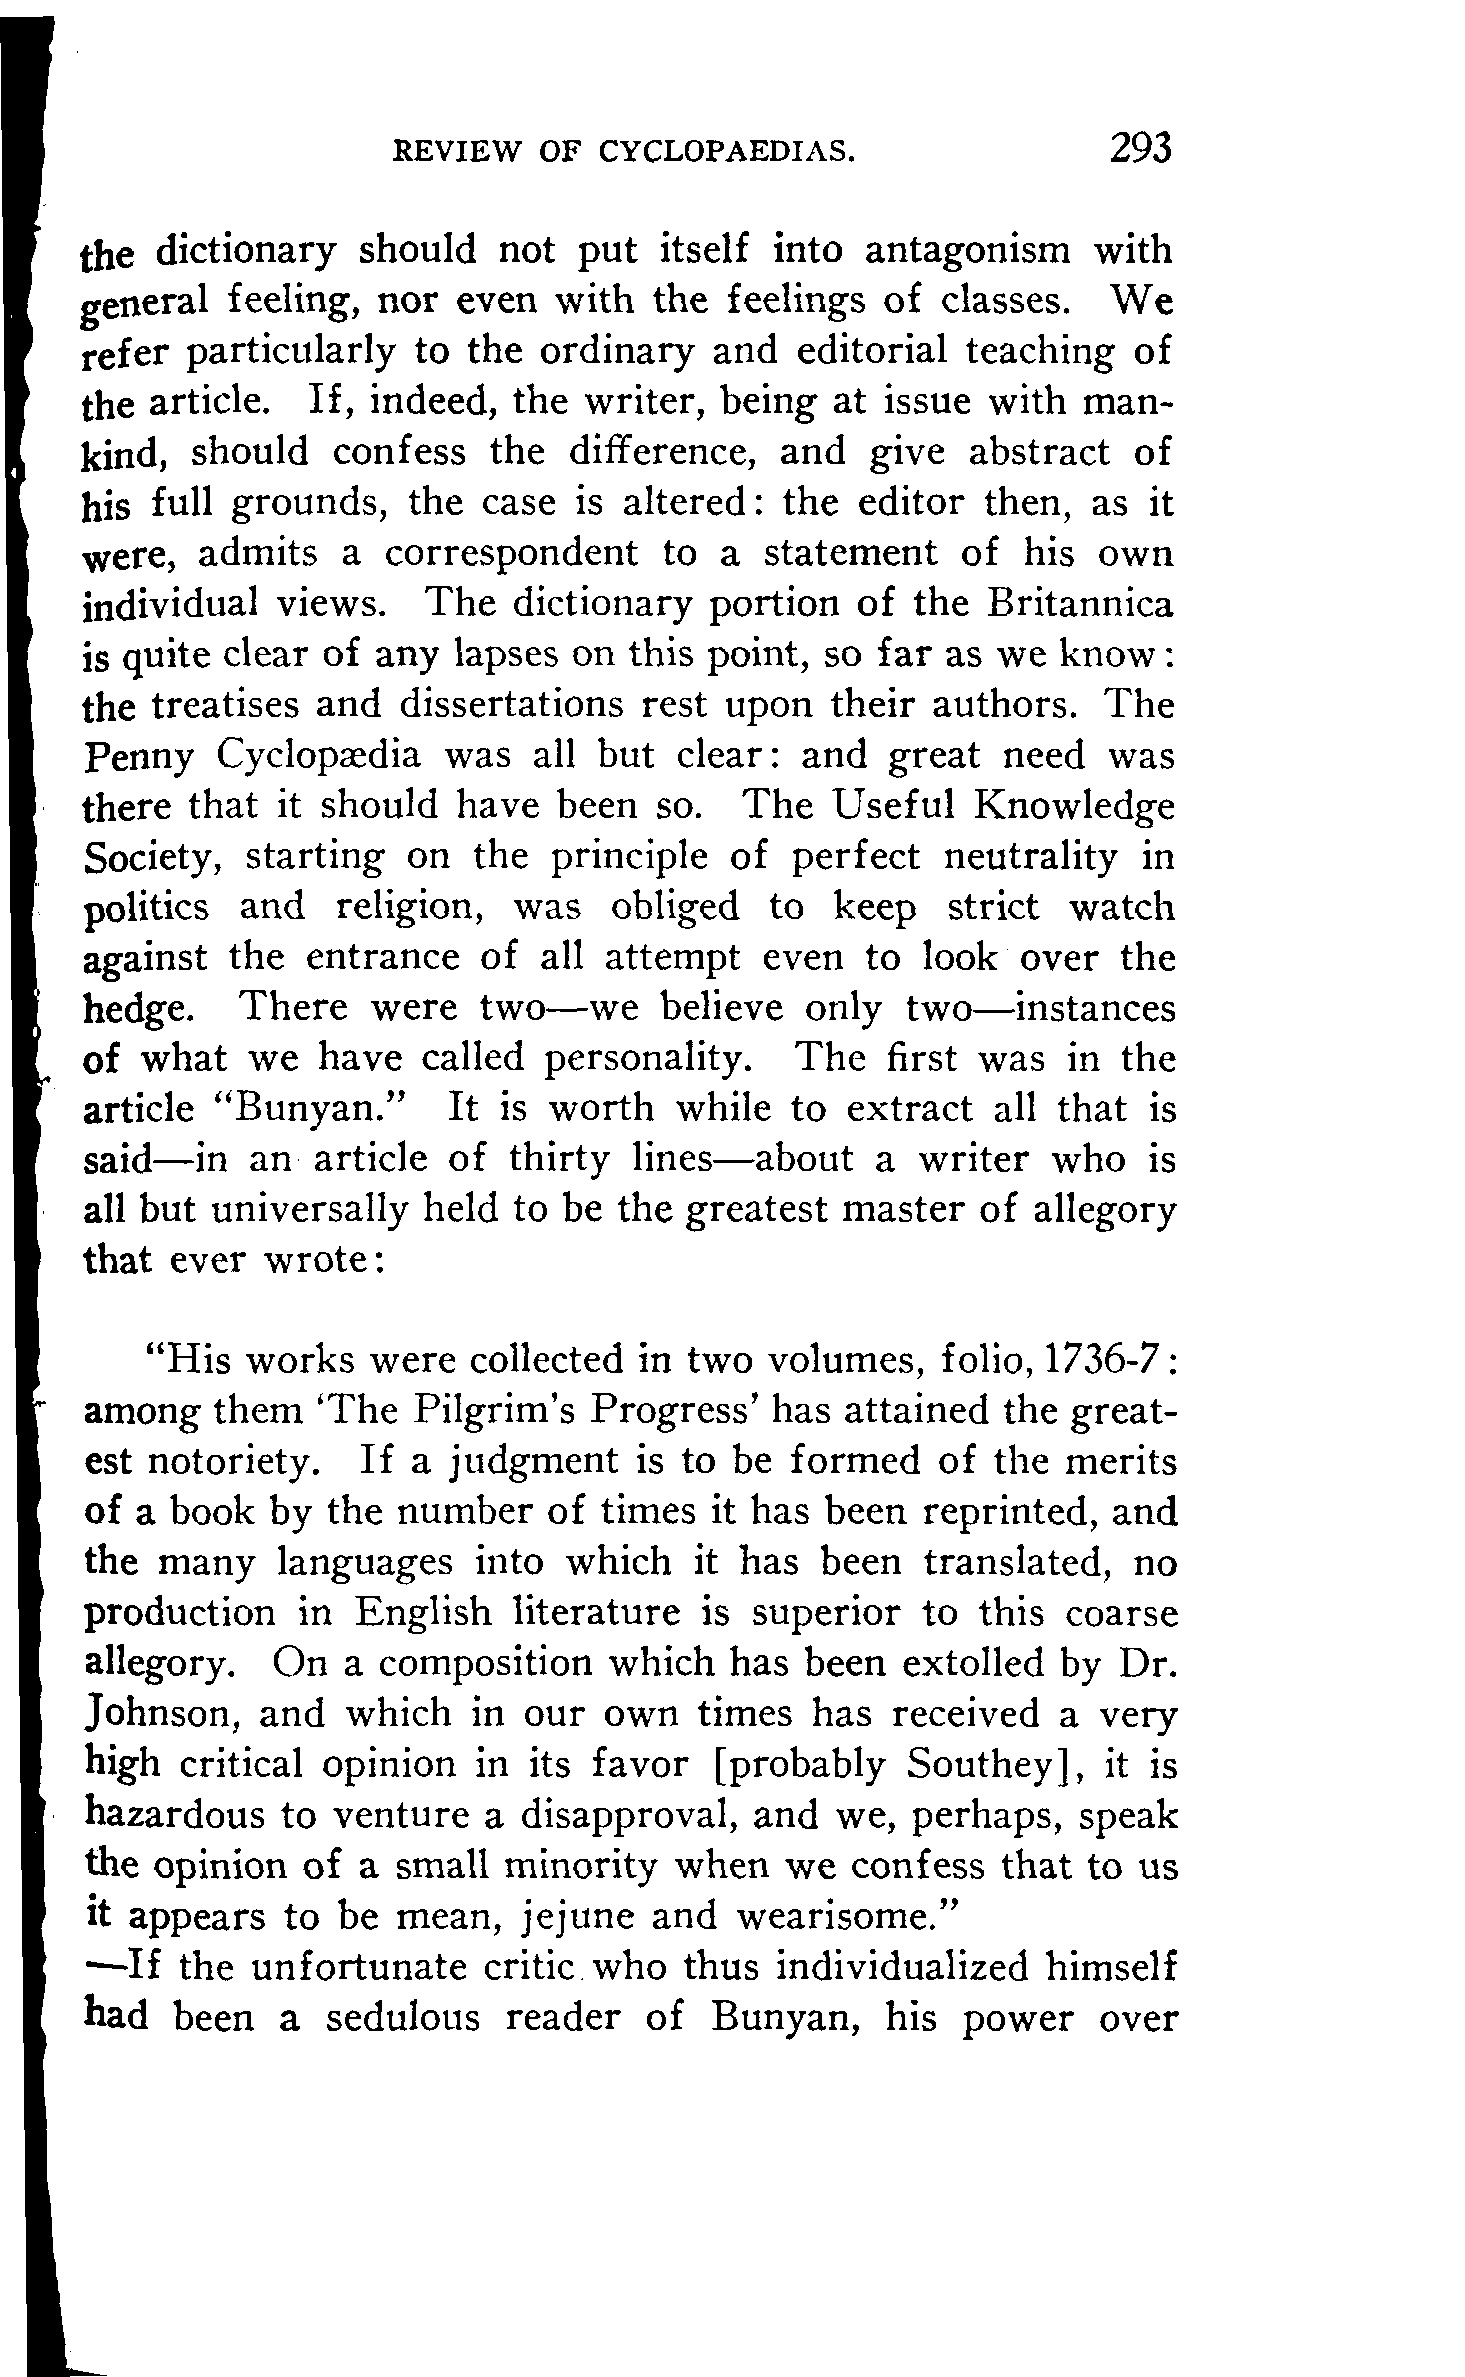 REVIEW OF CYCLOPAEDIAS. 293
the dictionary should not put itself into antagonism with
general feeling, nor even with the feelings of classes. We
refer particularly to the ordinary and editorial teaching of
the article. If, indeed, the writer, being at issue with man-
kind, should confess the difference, and give abstract of
his full grounds, the case is altered: the editor then, as it
were, admits a correspondent to a statement of his own
individual views. The dictionary portion of the Britannica
is quite clear of any lapses on this point, so far as we know:
the treatises and dissertations rest upon their authors. The
Penny Cyclopædia was all but clear: and great need was
there that it should have been so. The Useful Knowledge
Society, starting on the principle of perfect neutrality in
politics and religion, was obliged to keep strict watch
against the entrance of all attempt even to look over the
hedge. There were two—we believe only two—instances
of what we have called personality. The first was in the
article "Bunyan." It is worth while to extract all that is
said—in an article of thirty lines—about a writer who is
all but universally held to be the greatest master of allegory
that ever wrote:
"His works were collected in two volumes, folio, 1736-7:
among them 'The Pilgrim's Progress' has attained the great-
est notoriety. If a judgment is to be formed of the merits
of a book by the number of times it has been reprinted, and
the many languages into which it has been translated, no
production in English literature is superior to this coarse
allegory. On a composition which has been extolled by Dr.
Johnson, and which in our own times has received a very
high critical opinion in its favor [probably Southey], it is
hazardous to venture a disapproval, and we, perhaps, speak
the opinion of a small minority when we confess that to us
it appears to be mean, jejune and wearisome."
—If the unfortunate critic who thus individualized himself
had been a sedulous reader of Bunyan, his power over